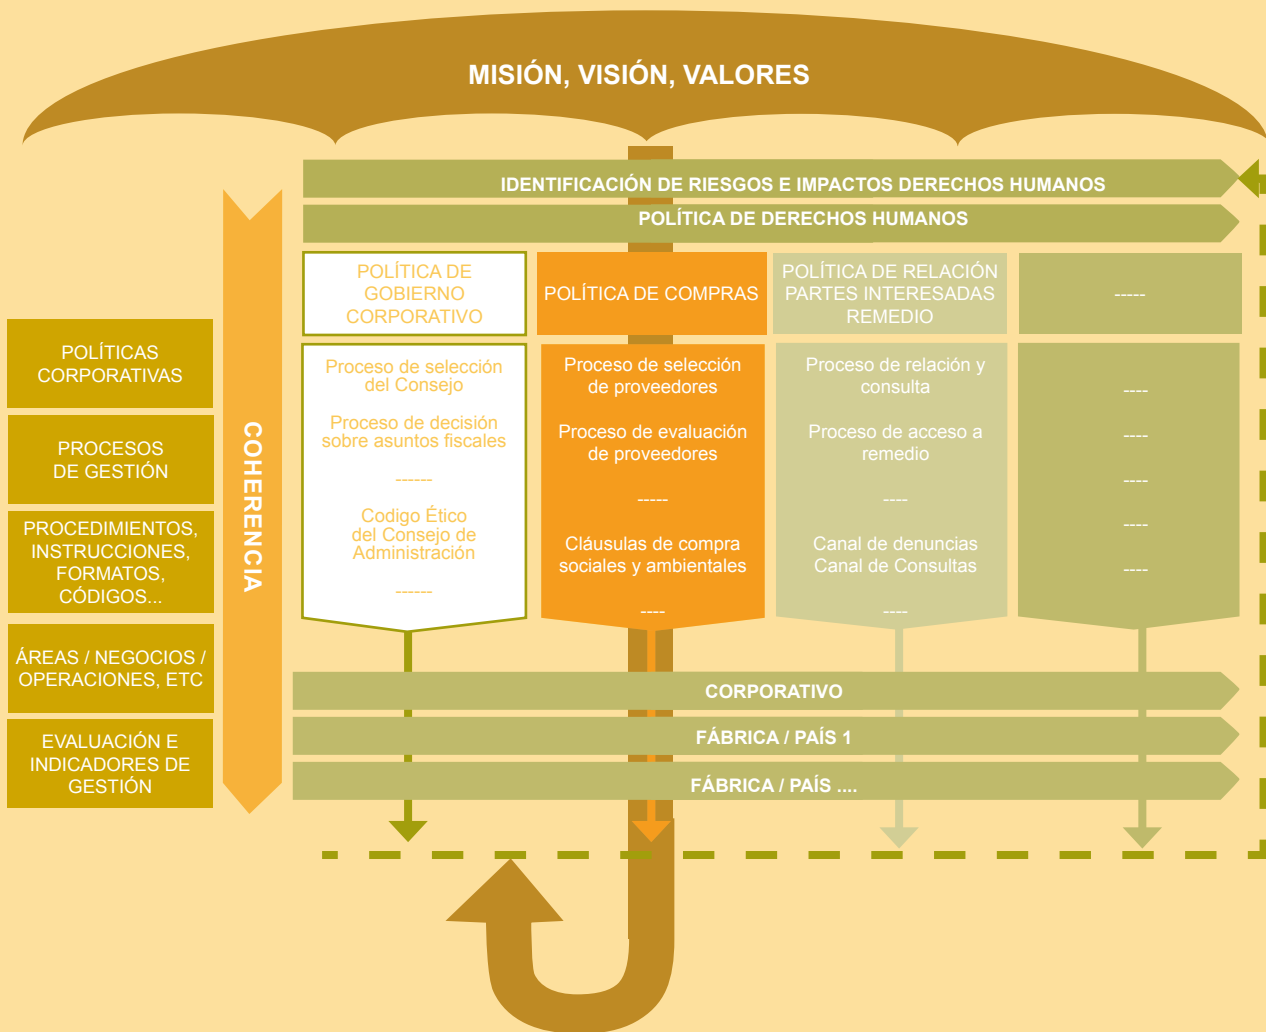 MISIÓN, VISIÓN, VALORES
IDENTIFICACIÓN DE RIESGOS E IMPACTOS DERECHOS HUMANOS
POLÍTICA DE DERECHOS HUMANOS
POLÍTICAS
CORPORATIVAS
PROCESOS
DE GESTIÓN
PROCEDIMIENTOS,
INSTRUCCIONES,
FORMATOS,
CÓDIGOS...
ÁREAS / NEGOCIOS /
OPERACIONES, ETC
EVALUACIÓN E
INDICADORES DE
GESTIÓN
COHERENCIA
POLÍTICA DE
GOBIERNO
CORPORATIVO
Proceso de selección
del Consejo
Proceso de decisión
sobre asuntos fiscales
------
Codigo Ético
del Consejo de
Administración
------
POLÍTICA DE COMPRAS
Proceso de selección
de proveedores
Proceso de evaluación
de proveedores
-----
Cláusulas de compra
sociales y ambientales
----
POLÍTICA DE RELACIÓN
PARTES INTERESADAS
REMEDIO
Proceso de relación y
consulta
Proceso de acceso a
remedio
----
Canal de denuncias
Canal de Consultas
----
-----
----
----
----
----
----
CORPORATIVO
FÁBRICA / PAÍS 1
FÁBRICA / PAÍS ....